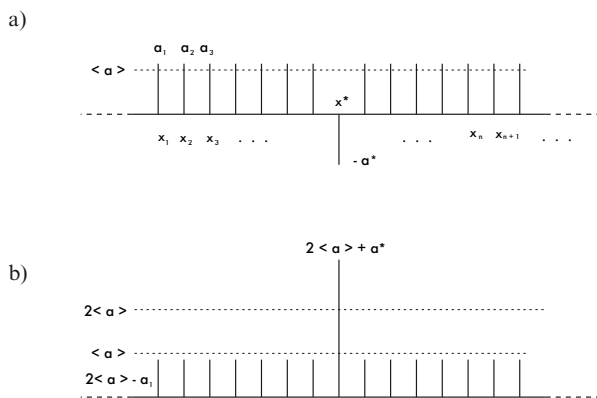 a)
a₁ a₂ a₃
< a >
x*
x₁ x₂ x₃ . . . . . . xₙ xₙ₊₁ . . .
- a*
2 < a > + a*
b)
2< a >
< a >
2< a > - a₁